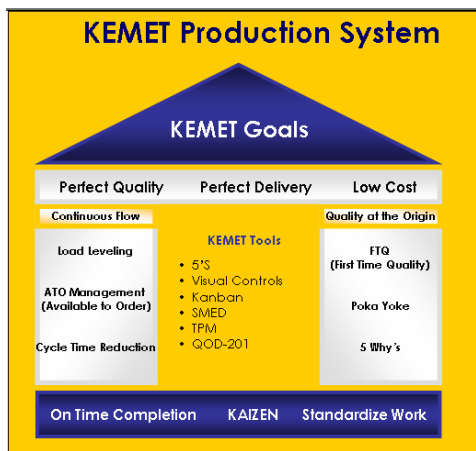 KEMET Production System
KEMET Goals
Perfect Quality Perfect Delivery Low Cost
Continuous Flow
Load Leveling
ATO Management
(Available to Order)
Cycle Time Reduction
KEMET Tools
• 5'S
• Visual Controls
• Kanban
• SMED
• TPM
• QOD-201
Quality at the Origin
FTQ
(First Time Quality)
Poka Yoke
5 Why's
On Time Completion KAIZEN Standardize Work